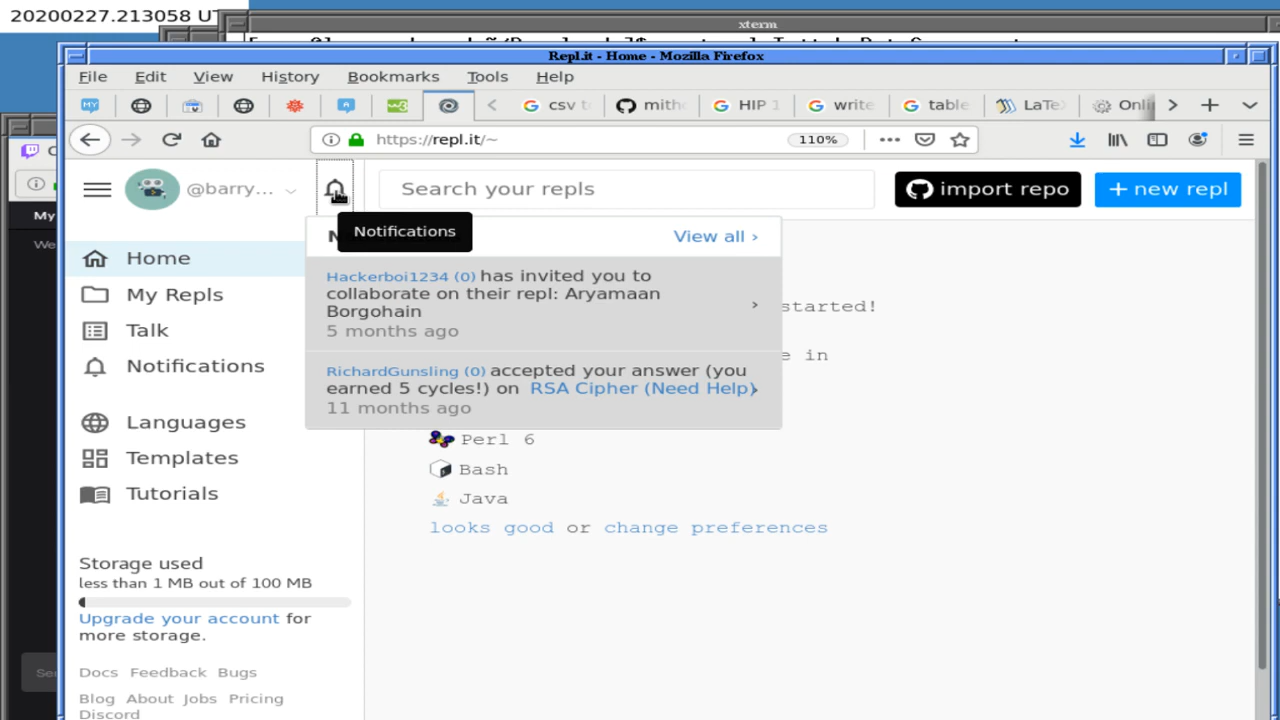 20200227.213058 U
xterm
Repl.it - Home - Mozilla Firefox
File Edit View History Bookmarks Tools Help
csv t
mith
HIP 1
write
table
LaTe
Onli
https://repl.it/~
110%
@barry...
Search your repls
import repo
+ new repl
Notifications
View all ›
Home
My Repls
Talk
Notifications
Languages
Templates
Tutorials
Hackerboi1234 (0) has invited you to
collaborate on their repl: Aryamaan
Borgohain
5 months ago
RichardGunsling (0) accepted your answer (you
earned 5 cycles!) on RSA Cipher (Need Help)
11 months ago
started!
e in
Perl 6
Bash
Java
looks good or change preferences
Storage used
less than 1 MB out of 100 MB
Upgrade your account for
more storage.
Docs Feedback Bugs
Blog About Jobs Pricing
Discord
My
We
Se